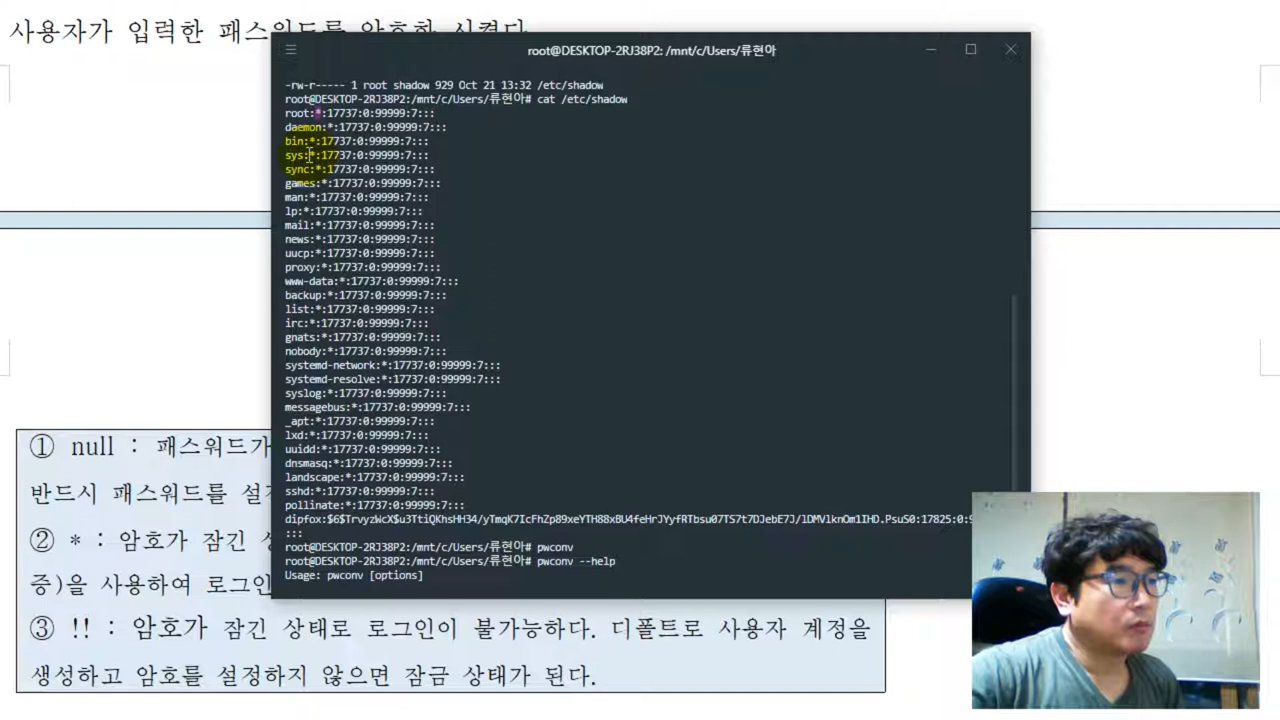 사용자가 입력한 패스워드를 암호화 시켰다
root@DESKTOP-2RJ38P2: /mnt/c/Users/류현아
-rw-r----- 1 root shadow 929 Oct 21 13:32 /etc/shadow
root@DESKTOP-2RJ38P2:/mnt/c/Users/류현아# cat /etc/shadow
root:*:17737:0:99999:7:::
daemon:*:17737:0:99999:7:::
bin:*:17737:0:99999:7:::
sys:*:17737:0:99999:7:::
sync:*:17737:0:99999:7:::
games:*:17737:0:99999:7:::
man:*:17737:0:99999:7:::
lp:*:17737:0:99999:7:::
mail:*:17737:0:99999:7:::
news:*:17737:0:99999:7:::
uucp:*:17737:0:99999:7:::
proxy:*:17737:0:99999:7:::
www-data:*:17737:0:99999:7:::
backup:*:17737:0:99999:7:::
list:*:17737:0:99999:7:::
irc:*:17737:0:99999:7:::
gnats:*:17737:0:99999:7:::
nobody:*:17737:0:99999:7:::
systemd-network:*:17737:0:99999:7:::
systemd-resolve:*:17737:0:99999:7:::
syslog:*:17737:0:99999:7:::
messagebus:*:17737:0:99999:7:::
_apt:*:17737:0:99999:7:::
lxd:*:17737:0:99999:7:::
uuidd:*:17737:0:99999:7:::
dnsmasq:*:17737:0:99999:7:::
landscape:*:17737:0:99999:7:::
sshd:*:17737:0:99999:7:::
pollinate:*:17737:0:99999:7:::
dipfox:$6$TrvyzWcX$u3TtiQKhsHH34/yTmqK7IcFhZp89xeYTH88xBU4feHrJYyfRTbsu07TS7t7DJebE7J/lDMVlknOm1IHD.PsuS0:17825:0:9
:::
root@DESKTOP-2RJ38P2:/mnt/c/Users/류현아# pwconv
root@DESKTOP-2RJ38P2:/mnt/c/Users/류현아# pwconv --help
Usage: pwconv [options]
① null : 패스워드가
반드시 패스워드를 설정
② * : 암호가 잠긴 상
증)을 사용하여 로그인
③ !! : 암호가 잠긴 상태로 로그인이 불가능하다. 디폴트로 사용자 계정을
생성하고 암호를 설정하지 않으면 잠금 상태가 된다.